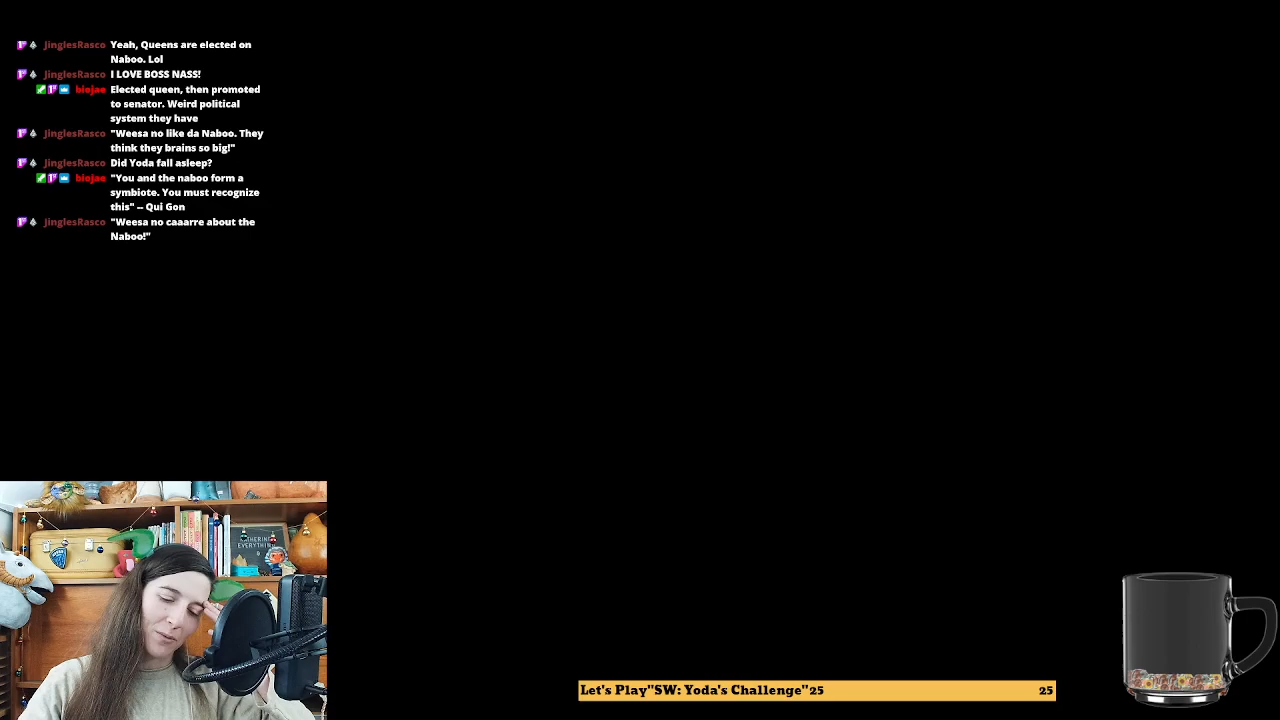 JinglesRasco Yeah, Queens are elected on
Naboo. Lol
JinglesRasco I LOVE BOSS NASS!
biojae Elected queen, then promoted
to senator. Weird political
system they have
JinglesRasco "Weesa no like da Naboo. They
think they brains so big!"
JinglesRasco Did Yoda fall asleep?
biojae "You and the naboo form a
symbiote. You must recognize
this" -- Qui Gon
JinglesRasco "Weesa no caaarre about the
Naboo!"
Let's Play"SW: Yoda's Challenge"25 25